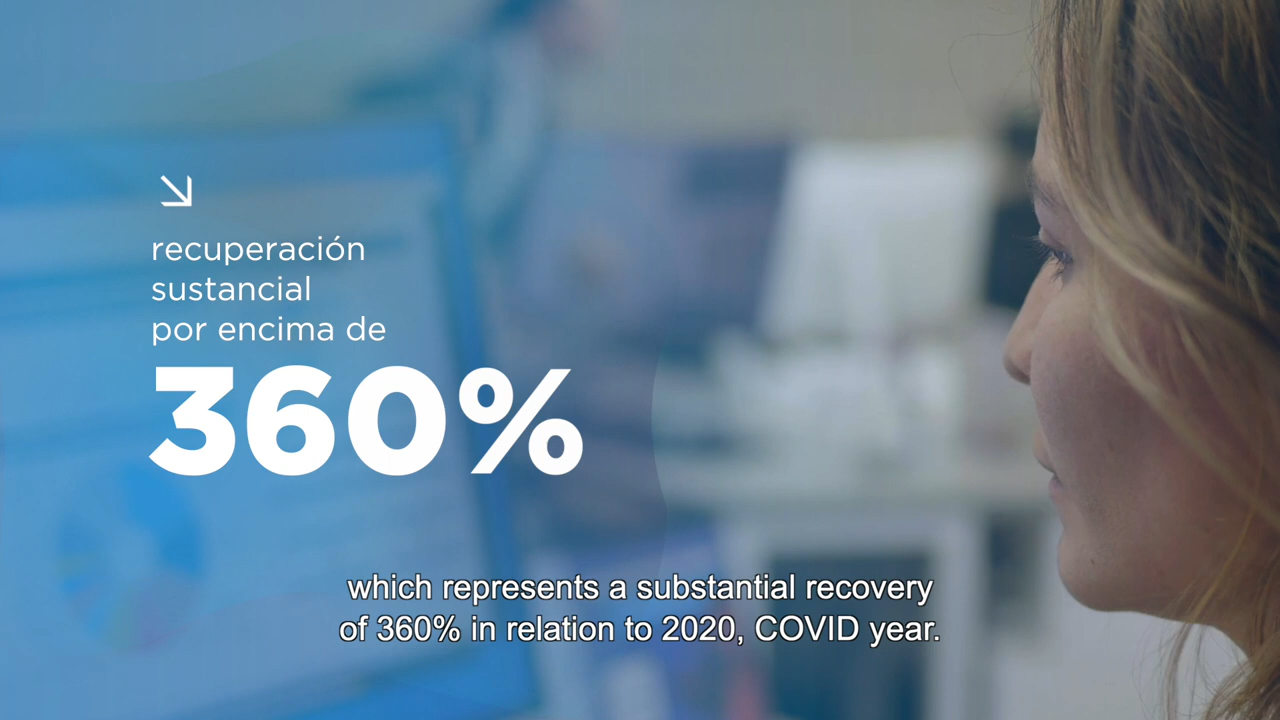 recuperación
sustancial
por encima de
360%
which represents a substantial recovery
of 360% in relation to 2020, COVID year.